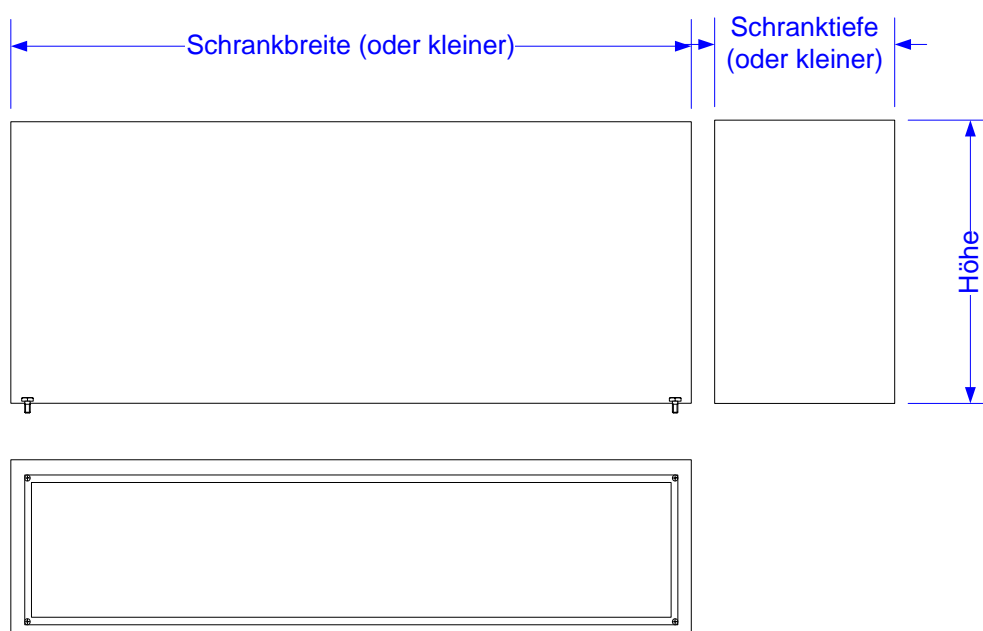 Schrankbreite (oder kleiner)
Schranktiefe
(oder kleiner)
Höhe